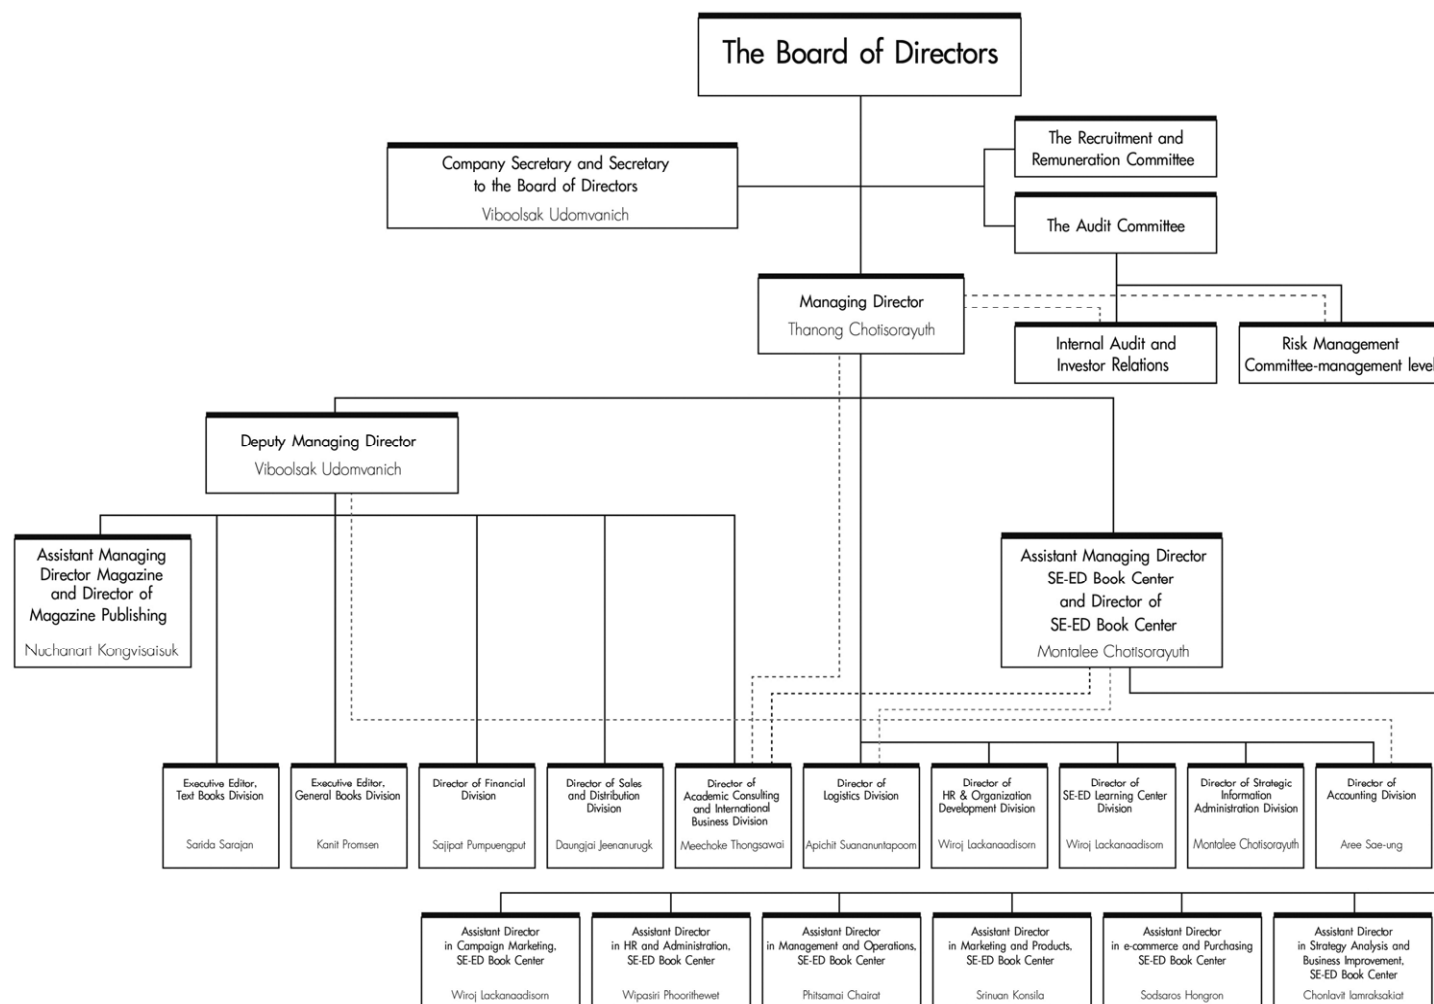 The Board of Directors
Company Secretary and Secretary
to the Board of Directors
Viboolsak Udomvanich
The Recruitment and
Remuneration Committee
The Audit Committee
Managing Director
Thanong Chotisorayuth
Internal Audit and
Investor Relations
Risk Management
Committee-management level
Deputy Managing Director
Viboolsak Udomvanich
Assistant Managing
Director Magazine
and Director of
Magazine Publishing
Nuchanart Kongvisaisuk
Assistant Managing Director
SE-ED Book Center
and Director of
SE-ED Book Center
Montalee Chotisorayuth
Executive Editor,
Text Books Division
Sarida Sarajan
Executive Editor,
General Books Division
Kanit Promsen
Director of Financial
Division
Sajipat Pumpuengput
Director of Sales
and Distribution
Division
Daungjai Jeenanurugk
Director of
Academic Consulting
and International
Business Division
Meechoke Thongsawai
Director of
Logistics Division
Apichit Suananuntapoom
Director of
HR & Organization
Development Division
Wiroj Lackanaadisorn
Director of
SE-ED Learning Center
Division
Wiroj Lackanaadisorn
Director of Strategic
Information
Administration Division
Montalee Chotisorayuth
Director of
Accounting Division
Aree Sae-ung
Assistant Director
in Campaign Marketing,
SE-ED Book Center
Wiroj Lackanaadisorn
Assistant Director
in HR and Administration,
SE-ED Book Center
Wipasiri Phoorithewet
Assistant Director
in Management and Operations,
SE-ED Book Center
Phitsamai Chairat
Assistant Director
in Marketing and Products,
SE-ED Book Center
Srinuan Konsila
Assistant Director
in e-commerce and Purchasing
SE-ED Book Center
Sodsaros Hongron
Assistant Director
in Strategy Analysis and
Business Improvement,
SE-ED Book Center
Chonlavit Iamraksakiat